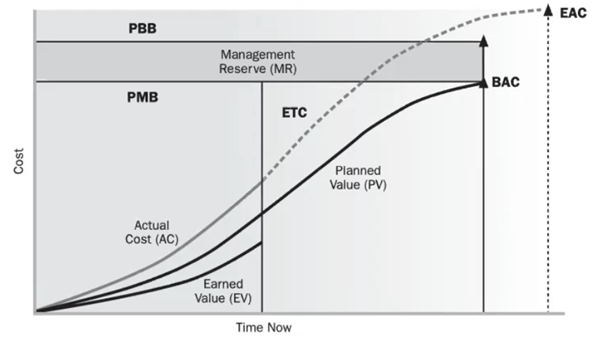 EAC
PBB
Management
Reserve (MR)
BAC
PMB
ETC
Cost
Planned
Value (PV)
Actual
Cost (AC)
Earned
Value (EV)
Time Now